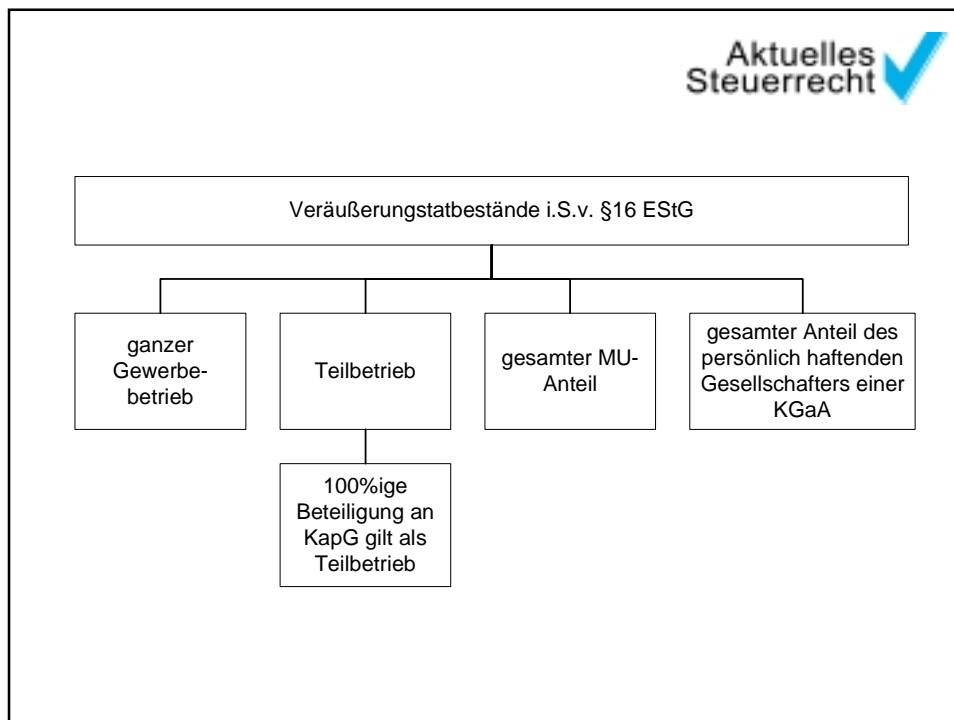 Aktuelles
Steuerrecht
Veräußerungstatbestände i.S.v. §16 EStG
ganzer
Gewerbe-
betrieb
Teilbetrieb
gesamter MU-
Anteil
gesamter Anteil des
persönlich haftenden
Gesellschafters einer
KGaA
100%ige
Beteiligung an
KapG gilt als
Teilbetrieb